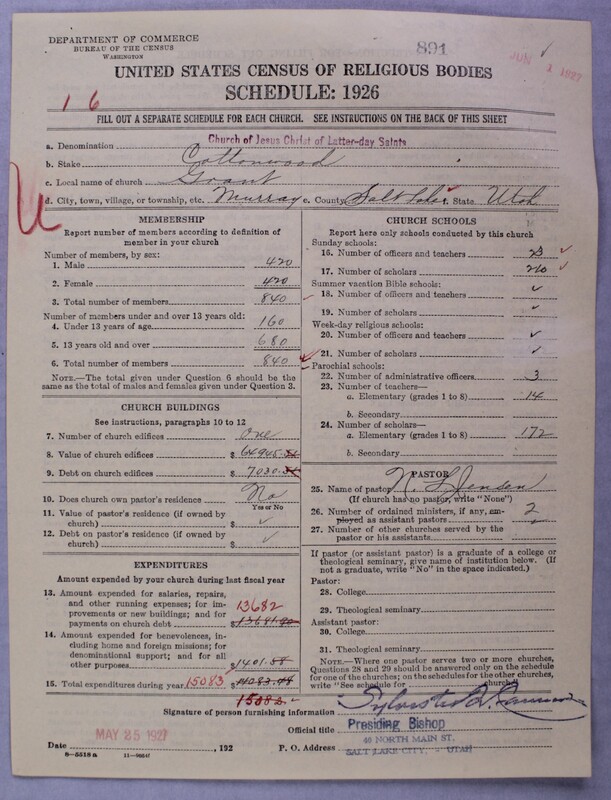 DEPARTMENT OF COMMERCE
BUREAU OF THE CENSUS
WASHINGTON
891
JUN 1 1927
UNITED STATES CENSUS OF RELIGIOUS BODIES
SCHEDULE: 1926
16
FILL OUT A SEPARATE SCHEDULE FOR EACH CHURCH. SEE INSTRUCTIONS ON THE BACK OF THIS SHEET
a. Denomination Church of Jesus Christ of Latter-day Saints
b. Stake Cottonwood
c. Local name of church Grant
d. City, town, village, or township, etc. Murray e. County Salt Lake State Utah
MEMBERSHIP
Report number of members according to definition of
member in your church
Number of members, by sex:
1. Male 420
2. Female 420
3. Total number of members 840
Number of members under and over 13 years old:
4. Under 13 years of age 160
5. 13 years old and over 680
6. Total number of members 840
NOTE.—The total given under Question 6 should be
the same as the total of males and females given under Question 3.
CHURCH BUILDINGS
See instructions, paragraphs 10 to 12
7. Number of church edifices One
8. Value of church edifices $ 64945.
9. Debt on church edifices $ 7030.
10. Does church own pastor's residence No
Yes or No
11. Value of pastor's residence (if owned by
church) $
12. Debt on pastor's residence (if owned by
church) $
EXPENDITURES
Amount expended by your church during last fiscal year
13. Amount expended for salaries, repairs,
and other running expenses; for im-
provements or new buildings; and for
payments on church debt 13682 $
14. Amount expended for benevolences, in-
cluding home and foreign missions; for
denominational support; and for all
other purposes $ 1401.58
15. Total expenditures during year 15083 $
CHURCH SCHOOLS
Report here only schools conducted by this church
Sunday schools:
16. Number of officers and teachers 23
17. Number of scholars 260
Summer vacation Bible schools:
18. Number of officers and teachers
19. Number of scholars
Week-day religious schools:
20. Number of officers and teachers
21. Number of scholars
Parochial schools:
22. Number of administrative officers 3
23. Number of teachers—
a. Elementary (grades 1 to 8) 14
b. Secondary
24. Number of scholars—
a. Elementary (grades 1 to 8) 172
b. Secondary
PASTOR
25. Name of pastor Jensen
(If church has no pastor, write "None")
26. Number of ordained ministers, if any, em-
ployed as assistant pastors 2
27. Number of other churches served by the
pastor or his assistants
If pastor (or assistant pastor) is a graduate of a college or
theological seminary, give name of institution below. (If
not a graduate, write "No" in the space indicated.)
Pastor:
28. College
29. Theological seminary
Assistant pastor:
30. College
31. Theological seminary
NOTE.—Where one pastor serves two or more churches,
Questions 28 and 29 should be answered only on the schedule
for one of the churches; on the schedules for the other churches,
write "See schedule for church"
Signature of person furnishing information Sylvester Q. Cannon
Official title Presiding Bishop
Date MAY 25 1927, 192 P. O. Address 40 NORTH MAIN ST.
SALT LAKE CITY, - UTAH
8-5518a